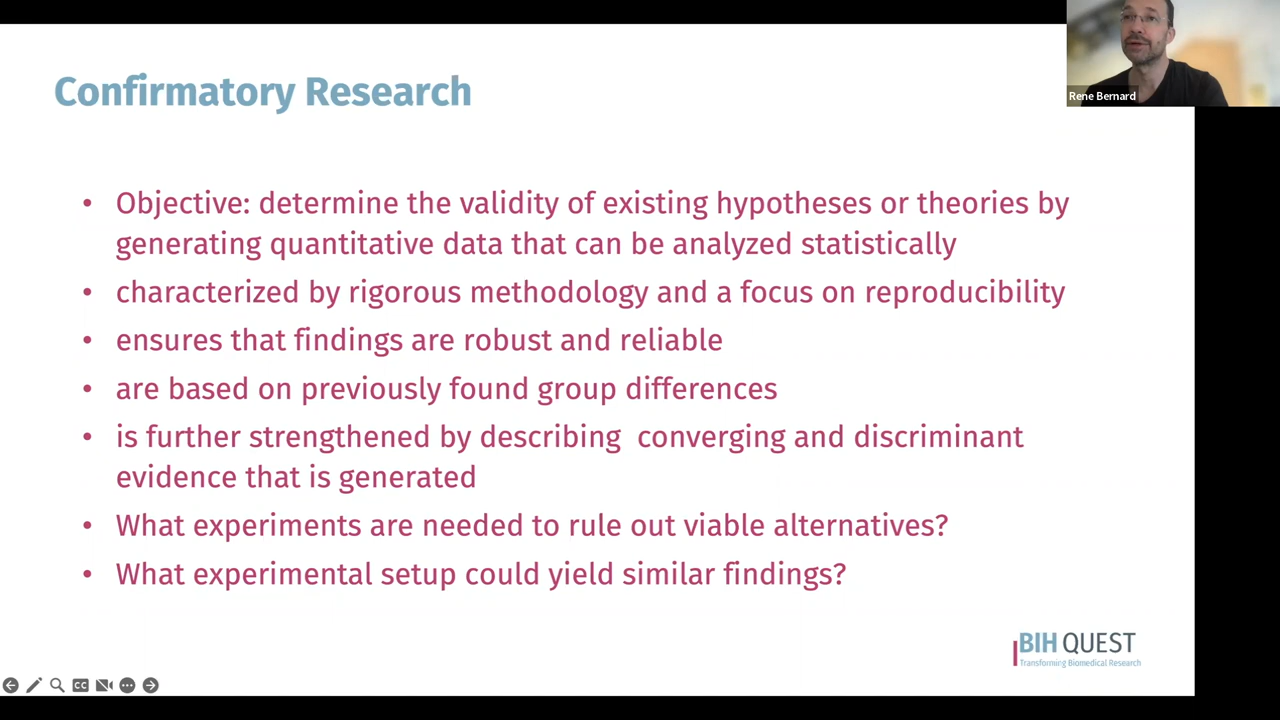 Confirmatory Research
Rene Bernard
• Objective: determine the validity of existing hypotheses or theories by
generating quantitative data that can be analyzed statistically
• characterized by rigorous methodology and a focus on reproducibility
• ensures that findings are robust and reliable
• are based on previously found group differences
• is further strengthened by describing  converging and discriminant
evidence that is generated
• What experiments are needed to rule out viable alternatives?
• What experimental setup could yield similar findings?
BIH QUEST
Transforming Biomedical Research
CC